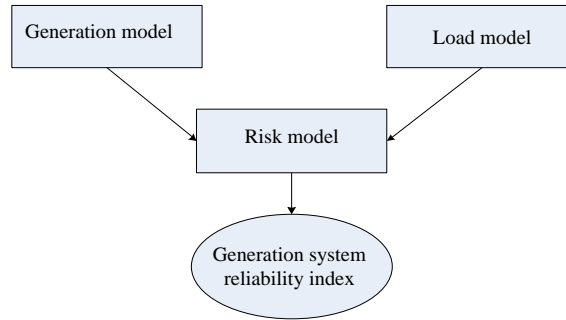 Generation model
Load model
Risk model
Generation system
reliability index